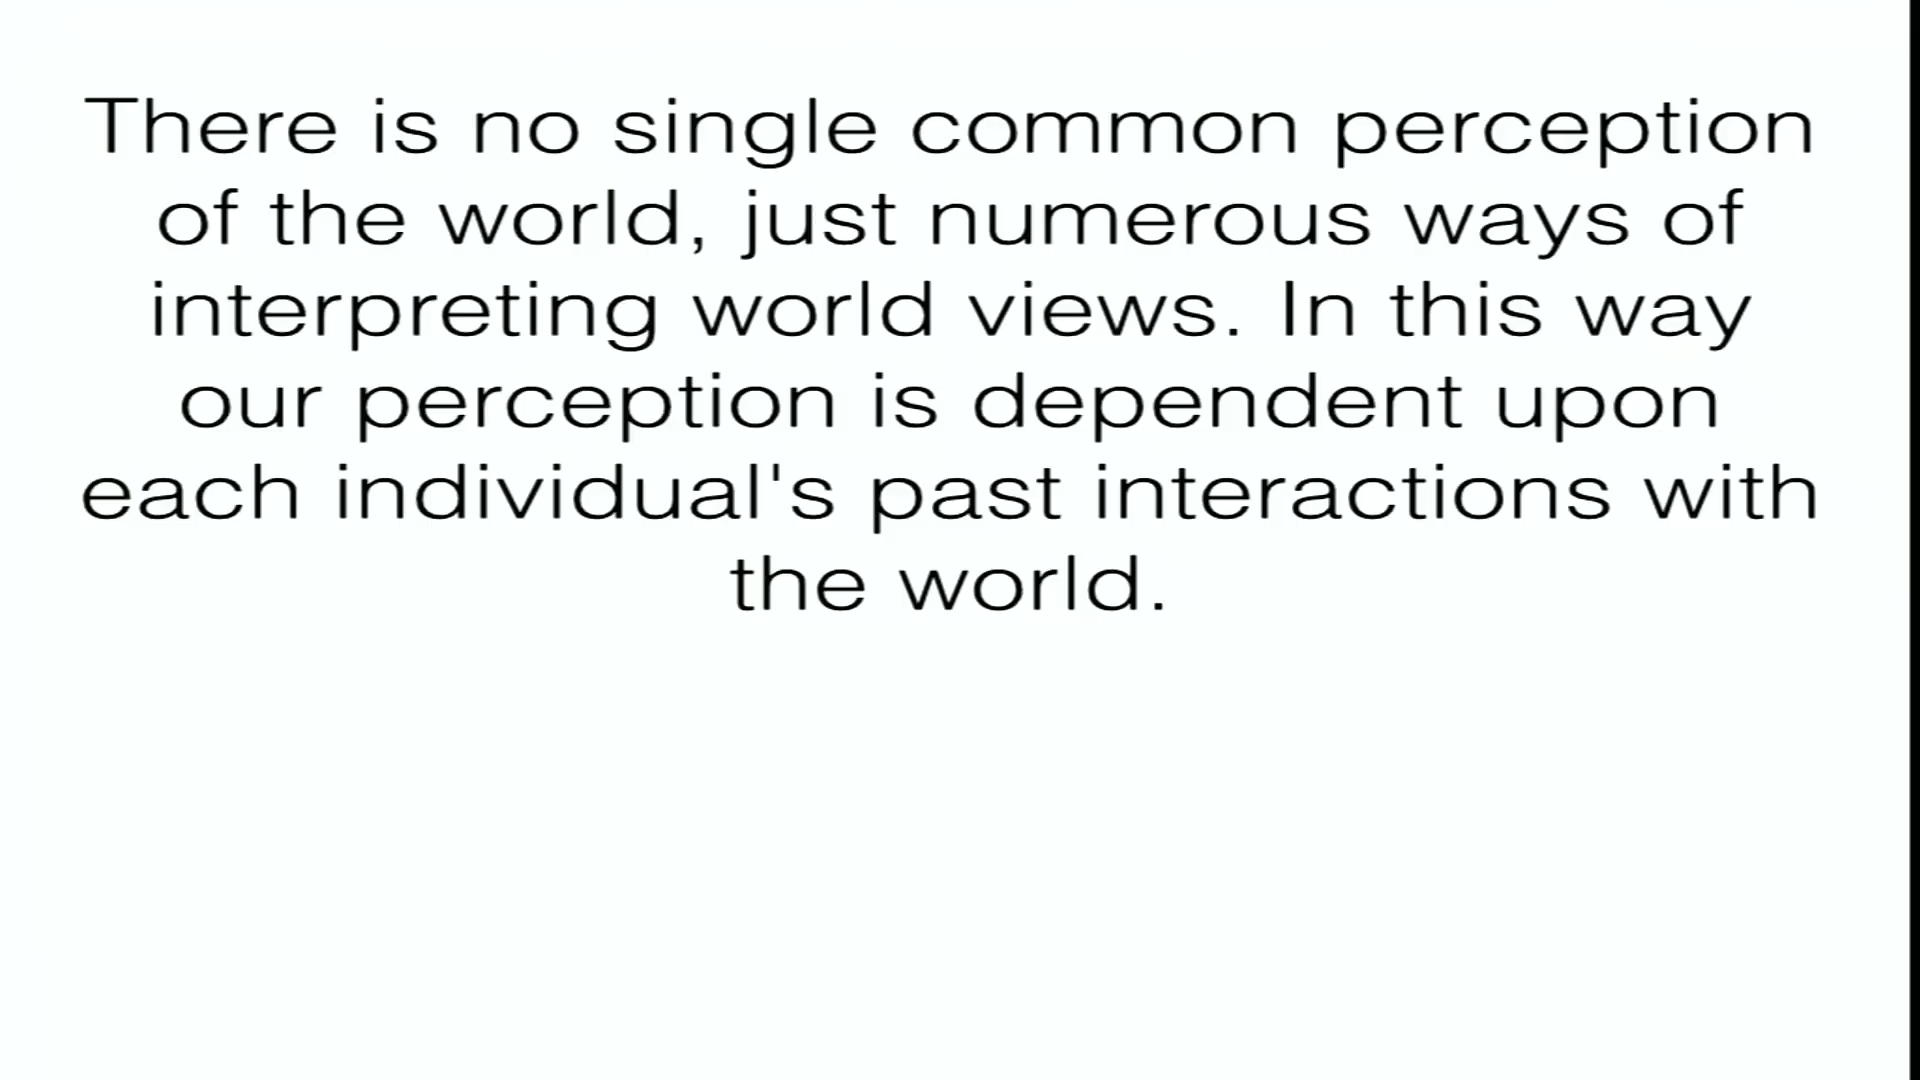 There is no single common perception
of the world, just numerous ways of
interpreting world views. In this way
our perception is dependent upon
each individual's past interactions with
the world.